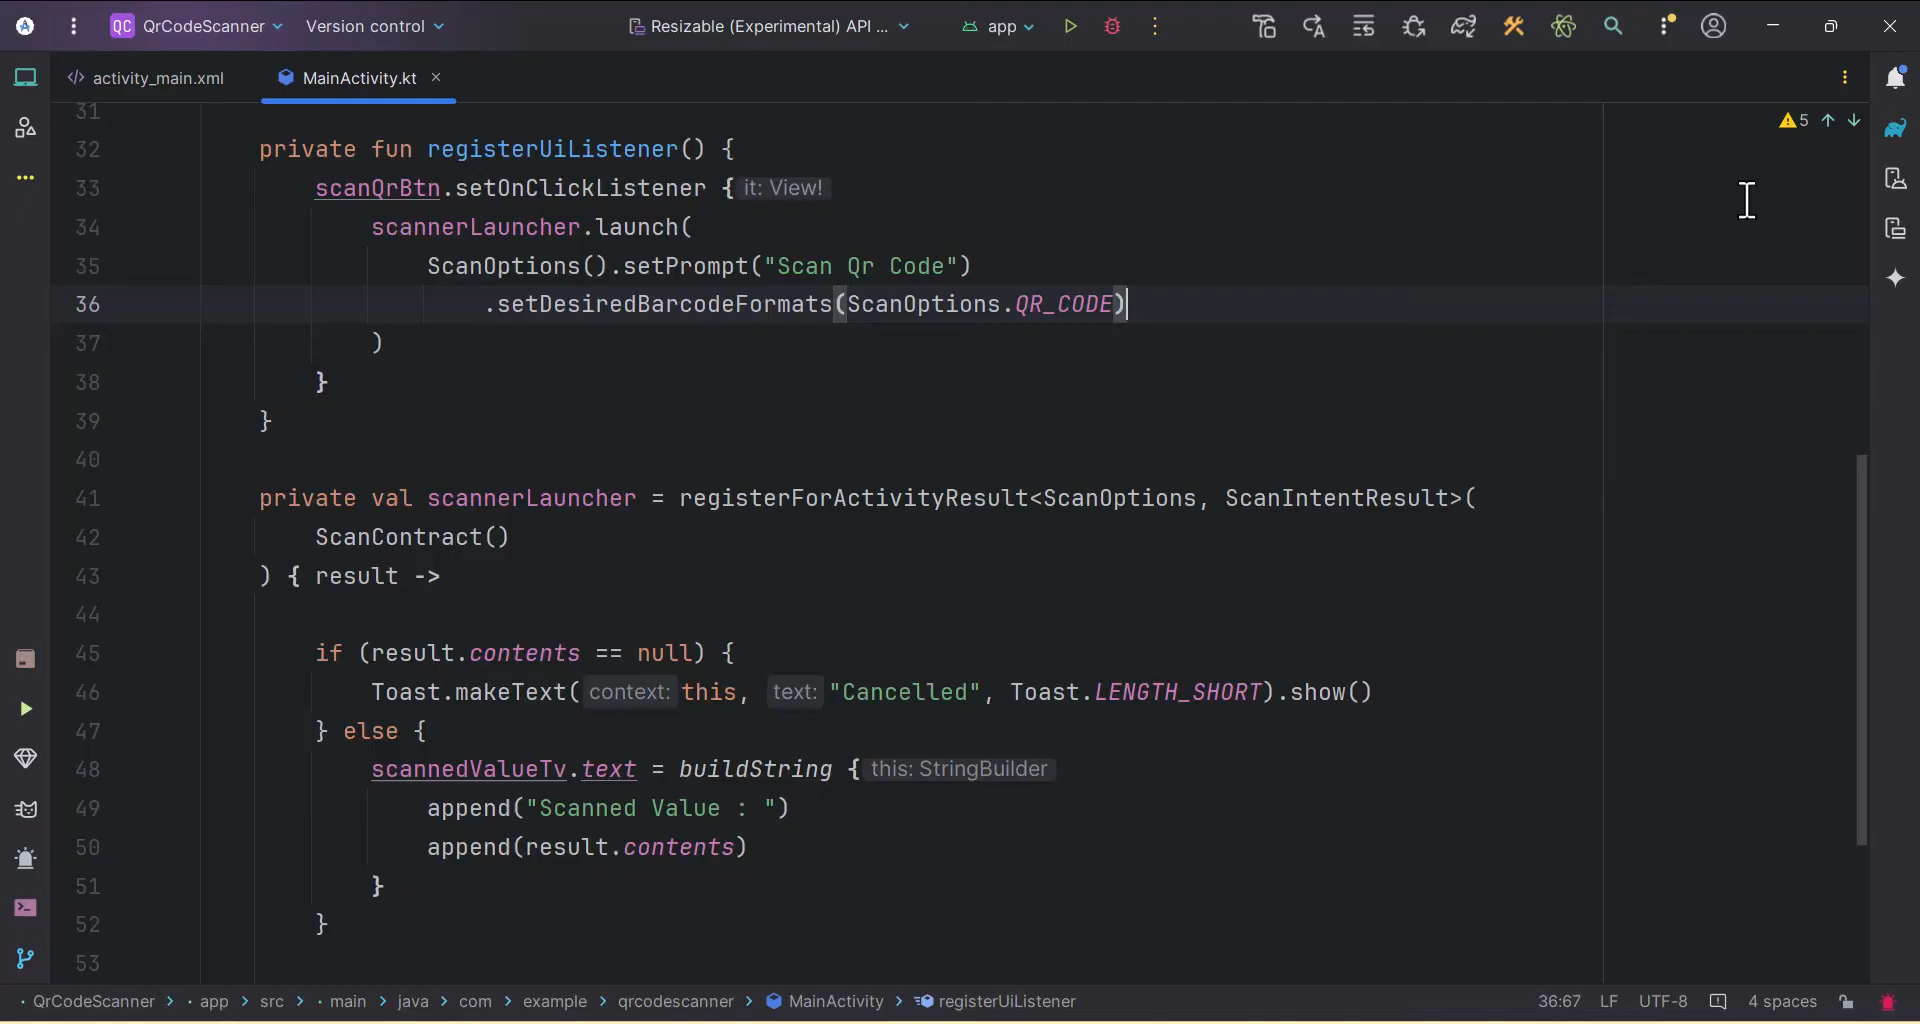 QC QrCodeScanner Version control Resizable (Experimental) API ... app
activity_main.xml MainActivity.kt
31
5
32 private fun registerUiListener() {
33 scanQrBtn.setOnClickListener { it: View!
34 scannerLauncher.launch(
35 ScanOptions().setPrompt("Scan Qr Code")
36 .setDesiredBarcodeFormats(ScanOptions.QR_CODE)
37 )
38 }
39 }
40
41 private val scannerLauncher = registerForActivityResult<ScanOptions, ScanIntentResult>(
42 ScanContract()
43 ) { result ->
44
45 if (result.contents == null) {
46 Toast.makeText( context: this, text: "Cancelled", Toast.LENGTH_SHORT).show()
47 } else {
48 scannedValueTv.text = buildString { this: StringBuilder
49 append("Scanned Value : ")
50 append(result.contents)
51 }
52 }
53
QrCodeScanner > app > src > main > java > com > example > qrcodescanner > MainActivity > registerUiListener 36:67 LF UTF-8 4 spaces